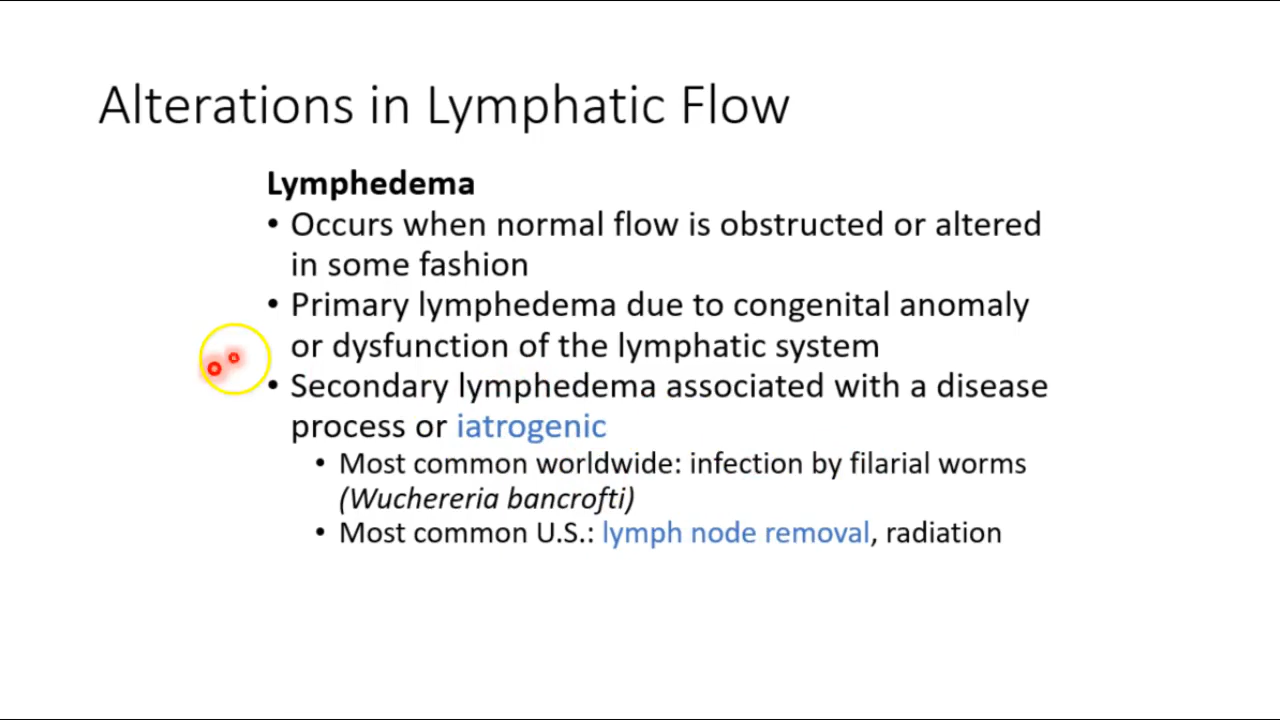 Alterations in Lymphatic Flow
Lymphedema
• Occurs when normal flow is obstructed or altered
in some fashion
• Primary lymphedema due to congenital anomaly
or dysfunction of the lymphatic system
• Secondary lymphedema associated with a disease
process or iatrogenic
• Most common worldwide: infection by filarial worms
(Wuchereria bancrofti)
• Most common U.S.: lymph node removal, radiation